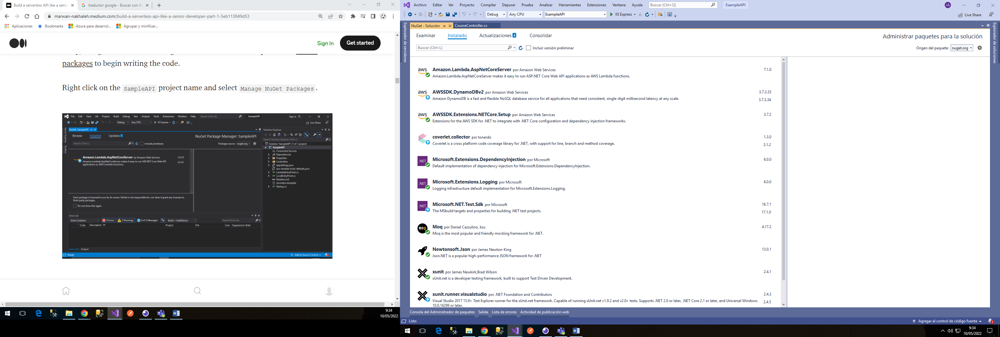 Build a serverless API like a senio
traductor google - Buscar con G
marwan-nakhaleh.medium.com/build-a-serverless-api-like-a-senior-developer-part-1-5eb113849d53
Aplicaciones
Bookmarks
Azure para desarrol...
Agrupar y minificar...
Sign In
Get started
packages to begin writing the code.
Right click on the SampleAPI project name and select Manage NuGet Packages.
File Edit View Git Project Build Debug Test Analyze Tools Extensions Window Help Search (Ctrl+Q) SampleAPI Sign in
Debug Any CPU IIS Express Live Share
NuGet: SampleAPI
Solution Explorer
Server Explorer
Toolbox
Browse Installed Updates 1
NuGet Package Manager: SampleAPI
Search (Ctrl+L) Include prerelease
Package source: nuget.org
Search Solution Explorer (Ctrl+;)
Solution 'SampleAPI' (1 of 1 project)
SampleAPI
Connected Services
Dependencies
Properties
Controllers
appsettings.json
aws-lambda-tools-defaults.json
LambdaEntryPoint.cs
LocalEntryPoint.cs
Readme.md
serverless.template
Startup.cs
Amazon.Lambda.AspNetCoreServer by Amazon Web Services v5.2.0
Amazon.Lambda.AspNetCoreServer makes it easy to run ASP.NET Core Web API v5.3.0
applications as AWS Lambda functions.
Each package is licensed to you by its owner. NuGet is not responsible for, nor does it grant any licenses to,
third-party packages.
Do not show this again
Error List
Entire Solution 0 Errors 0 Warnings 0 of 5 Messages Build + IntelliSense Search Error List
Code Description Project File Line Suppression State
Error List Output
Ready
Add to Source Control
9:34
10/05/2022
Archivo Editar Ver Proyecto Compilar Depurar Prueba Analizar Herramientas Extensiones Ventana Ayuda Buscar (Ctrl+Q) ExampleAPI JA
Debug Any CPU ExampleAPI IIS Express Live Share
Explorador de servidores
Explorador de soluciones
NuGet - Solución
CourseController.cs
Examinar Instalado Actualizaciones 4 Consolidar
Administrar paquetes para la solución
Buscar (Ctrl+L) Incluir versión preliminar
Origen del paquete: nuget.org
Amazon.Lambda.AspNetCoreServer por Amazon Web Services 7.1.0
Amazon.Lambda.AspNetCoreServer makes it easy to run ASP.NET Core Web API applications as AWS Lambda functions.
AWSSDK.DynamoDBv2 por Amazon Web Services 3.7.3.33
Amazon DynamoDB is a fast and flexible NoSQL database service for all applications that need consistent, single-digit millisecond latency at any scale. 3.7.3.34
AWSSDK.Extensions.NETCore.Setup por Amazon Web Services 3.7.2
Extensions for the AWS SDK for .NET to integrate with .NET Core configuration and dependency injection frameworks.
coverlet.collector por tonerdo 1.3.0
Coverlet is a cross platform code coverage library for .NET, with support for line, branch and method coverage. 3.1.2
Microsoft.Extensions.DependencyInjection por Microsoft 6.0.0
Default implementation of dependency injection for Microsoft.Extensions.DependencyInjection.
Microsoft.Extensions.Logging por Microsoft 6.0.0
Logging infrastructure default implementation for Microsoft.Extensions.Logging.
Microsoft.NET.Test.Sdk por Microsoft 16.7.1
The MSbuild targets and properties for building .NET test projects. 17.1.0
Moq por Daniel Cazzulino, kzu 4.17.2
Moq is the most popular and friendly mocking framework for .NET.
Newtonsoft.Json por James Newton-King 13.0.1
Json.NET is a popular high-performance JSON framework for .NET
xunit por James Newkirk,Brad Wilson 2.4.1
xUnit.net is a developer testing framework, built to support Test Driven Development.
xunit.runner.visualstudio por .NET Foundation and Contributors 2.4.3
Visual Studio 2017 15.9+ Test Explorer runner for the xUnit.net framework. Capable of running xUnit.net v1.9.2 and v2.0+ tests. Supports .NET 2.0 or later, .NET Core 2.1 or later, and Universal Windows 2.4.5
10.0.16299 or later.
Consola del Administrador de paquetes Salida Lista de errores Actividad de publicación web
Listo
Agregar al control de código fuente
1
9:34
10/05/2022